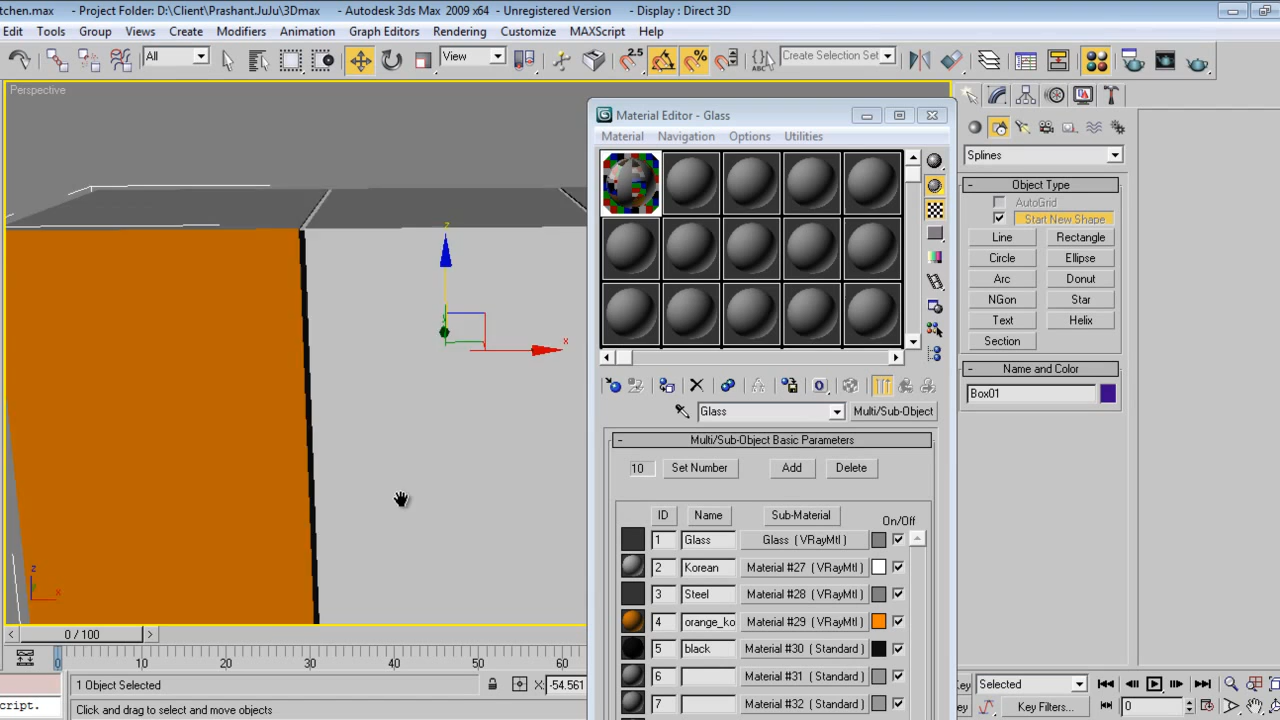 tchen.max - Project Folder: D:\Client\Prashant.JuJu\3Dmax - Autodesk 3ds Max 2009 x64 - Unregistered Version - Display : Direct 3D
Edit Tools Group Views Create Modifiers Animation Graph Editors Rendering Customize MAXScript Help
All View 2.5 ABC Create Selection Set
Perspective
Material Editor - Glass
Material Navigation Options Utilities
Splines
Object Type
AutoGrid
Start New Shape
Line Rectangle
Circle Ellipse
Arc Donut
NGon Star
Text Helix
Section
Name and Color
Box01
z
x
Glass Multi/Sub-Object
Multi/Sub-Object Basic Parameters
10 Set Number Add Delete
ID Name Sub-Material On/Off
1 Glass Glass ( VRayMtl )
2 Korean Material #27 ( VRayMtl )
3 Steel Material #28 ( VRayMtl )
4 orange_ko Material #29 ( VRayMtl )
5 black Material #30 ( Standard )
6 Material #31 ( Standard )
7 Material #32 ( Standard )
z
x
0 / 100
0 10 20 30 40 50 60
1 Object Selected X: -54.561
Click and drag to select and move objects
cript.
Key Selected
Key Filters... 0